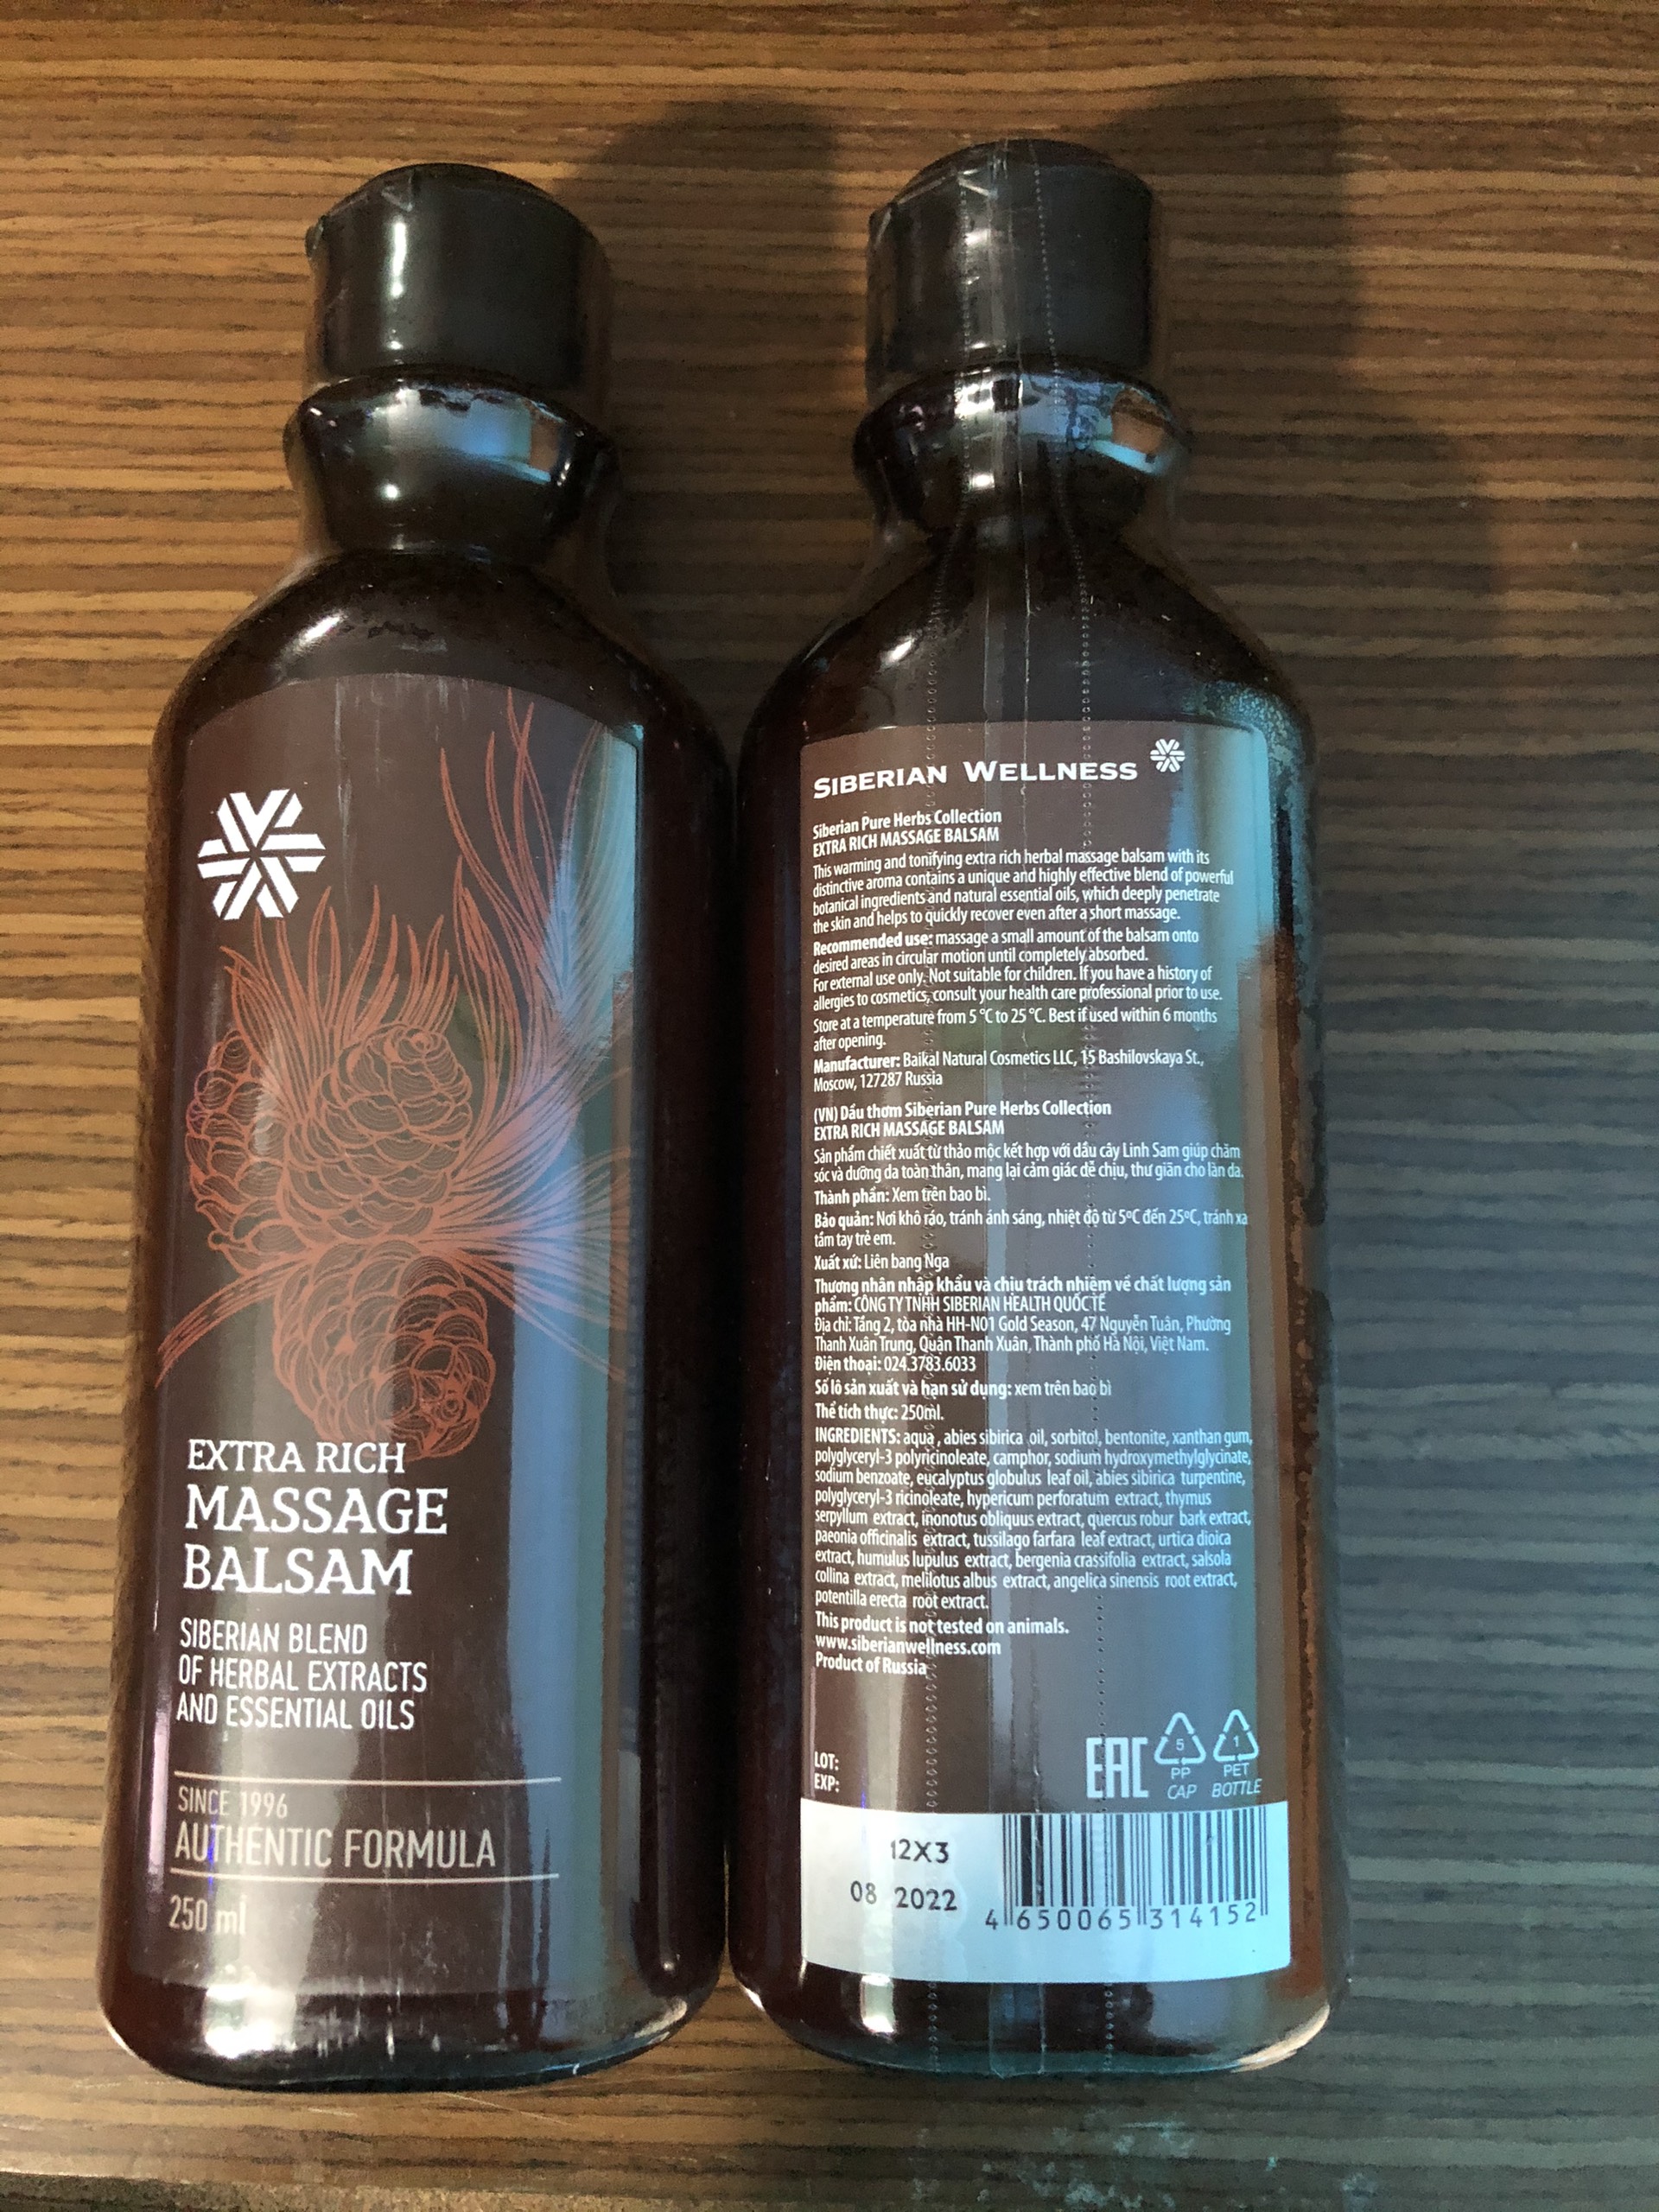 EXTRA RICH
MASSAGE
BALSAM
SIBERIAN BLEND
OF HERBAL EXTRACTS
AND ESSENTIAL OILS
SINCE 1996
AUTHENTIC FORMULA
250 ml
SIBERIAN WELLNESS
Siberian Pure Herbs Collection
EXTRA RICH MASSAGE BALSAM
This warming and tonifying extra rich herbal massage balsam with its
distinctive aroma contains a unique and highly effective blend of powerful
botanical ingredients and natural essential oils, which deeply penetrate
the skin and helps to quickly recover even after a short massage.
Recommended use: massage a small amount of the balsam onto
desired areas in circular motion until completely absorbed.
For external use only. Not suitable for children. If you have a history of
allergies to cosmetics, consult your health care professional prior to use.
Store at a temperature from 5 °C to 25 °C. Best if used within 6 months
after opening.
Manufacturer: Baikal Natural Cosmetics LLC, 15 Bashilovskaya St.,
Moscow, 127287 Russia
(VN) Dầu thơm Siberian Pure Herbs Collection
EXTRA RICH MASSAGE BALSAM
Sản phẩm chiết xuất từ thảo mộc kết hợp với dầu cây Linh Sam giúp chăm
sóc và dưỡng da toàn thân, mang lại cảm giác dễ chịu, thư giãn cho làn da.
Thành phần: Xem trên bao bì.
Bảo quản: Nơi khô ráo, tránh ánh sáng, nhiệt độ từ 5ºC đến 25ºC, tránh xa
tầm tay trẻ em.
Xuất xứ: Liên bang Nga
Thương nhân nhập khẩu và chịu trách nhiệm về chất lượng sản
phẩm: CÔNG TY TNHH SIBERIAN HEALTH QUỐC TẾ
Địa chỉ: Tầng 2, tòa nhà HH-N01 Gold Season, 47 Nguyễn Tuân, Phường
Thanh Xuân Trung, Quận Thanh Xuân, Thành phố Hà Nội, Việt Nam.
Điện thoại: 024.3783.6033
Số lô sản xuất và hạn sử dụng: xem trên bao bì
Thể tích thực: 250ml.
INGREDIENTS: aqua , abies sibirica oil, sorbitol, bentonite, xanthan gum,
polyglyceryl-3 polyricinoleate, camphor, sodium hydroxymethylglycinate,
sodium benzoate, eucalyptus globulus leaf oil, abies sibirica turpentine,
polyglyceryl-3 ricinoleate, hypericum perforatum extract, thymus
serpyllum extract, inonotus obliquus extract, quercus robur bark extract,
paeonia officinalis extract, tussilago farfara leaf extract, urtica dioica
extract, humulus lupulus extract, bergenia crassifolia extract, salsola
collina extract, melilotus albus extract, angelica sinensis root extract,
potentilla erecta root extract.
This product is not tested on animals.
www.siberianwellness.com
Product of Russia
LOT:
EXP:
EAC
5
PP
CAP
1
PET
BOTTLE
12X3
08 2022
4 650065 314152